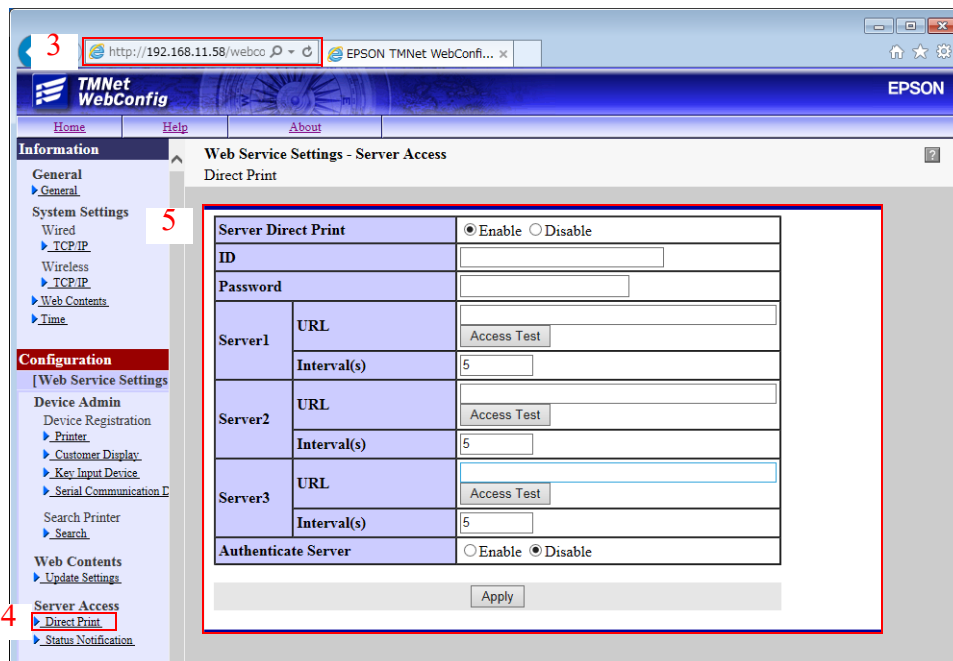 3
http://192.168.11.58/webco
EPSON TMNet WebConfi...
TMNet
WebConfig
EPSON
Home
Help
About
Information
General
General
System Settings
Wired
TCP/IP
Wireless
TCP/IP
Web Contents
Time
Configuration
[Web Service Settings
Device Admin
Device Registration
Printer
Customer Display
Key Input Device
Serial Communication D
Search Printer
Search
Web Contents
Update Settings
Server Access
4
Direct Print
Status Notification
Web Service Settings - Server Access
?
Direct Print
5
Server Direct Print Enable Disable
ID
Password
Server1
URL
Access Test
Interval(s) 5
Server2
URL
Access Test
Interval(s) 5
Server3
URL
Access Test
Interval(s) 5
Authenticate Server Enable Disable
Apply